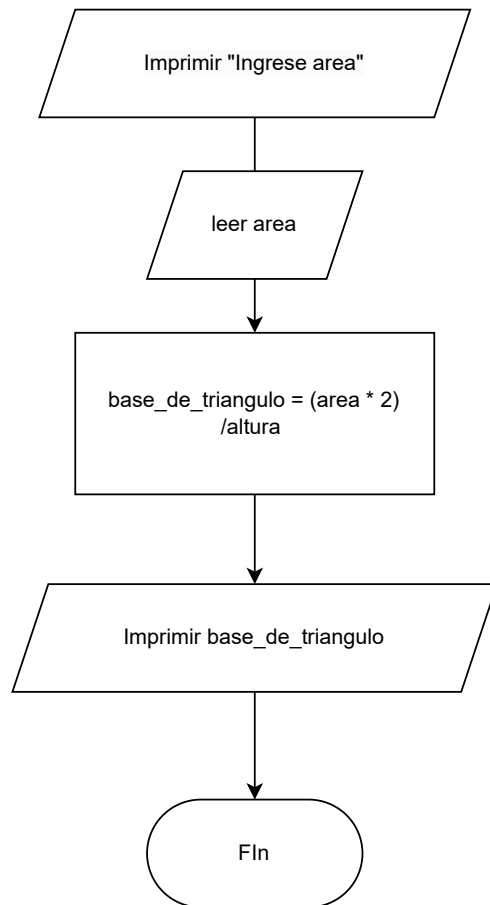 Imprimir "Ingrese area"
leer area
base_de_triangulo = (area * 2)
/altura
Imprimir base_de_triangulo
FIn